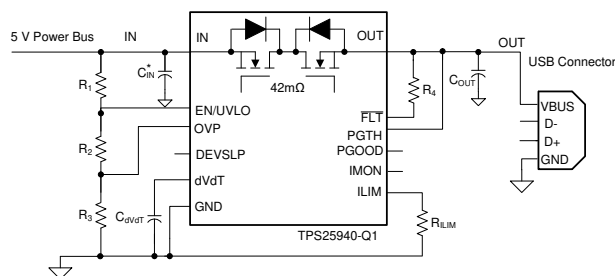 5 V Power Bus
IN
IN
OUT
OUT
USB Connector
C*IN
R1
42mΩ
R4
COUT
EN/UVLO
FLT
VBUS
OVP
PGTH
D-
R2
PGOOD
D+
DEVSLP
IMON
GND
dVdT
ILIM
R3
CdVdT
GND
RILIM
TPS25940-Q1